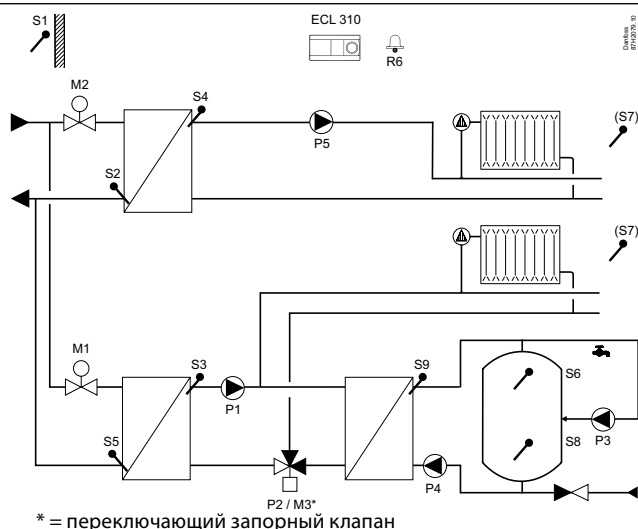 S1
ECL 310
R6
Danfoss
87H2079.10
M2
S4
P5
(S7)
S2
(S7)
M1
S3
P1
S9
S6
S5
S8
P3
P4
P2 / M3*
* = переключающий запорный клапан